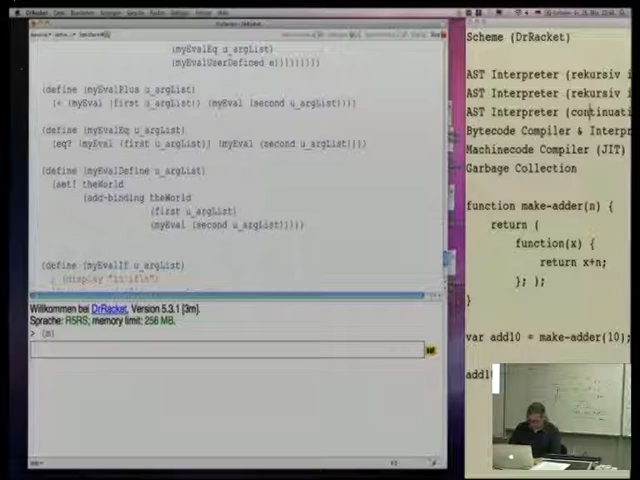 (myEvalEq u_argList)
(myEvalUserDefined e)))))))))
(define (myEvalPlus u_argList)
(+ (myEval (first u_argList)) (myEval (second u_argList))))
(define (myEvalEq u_argList)
(eq? (myEval (first u_argList)) (myEval (second u_argList))))
(define (myEvalDefine u_argList)
(set! theWorld
(add-binding theWorld
(first u_argList)
(myEval (second u_argList)))))
(define (myEvalIf u_argList)
Willkommen bei DrRacket, Version 5.3.1 [3m].
Sprache: R5RS; memory limit: 256 MB.
> (m)
Scheme (DrRacket)
AST Interpreter (rekursiv i
AST Interpreter (rekursiv i
AST Interpreter (continuati
Bytecode Compiler & Interpr
Machinecode Compiler (JIT)
Garbage Collection
function make-adder(n) {
return (
function(x) {
return x+n;
}; );
}
var add10 = make-adder(10);
add10